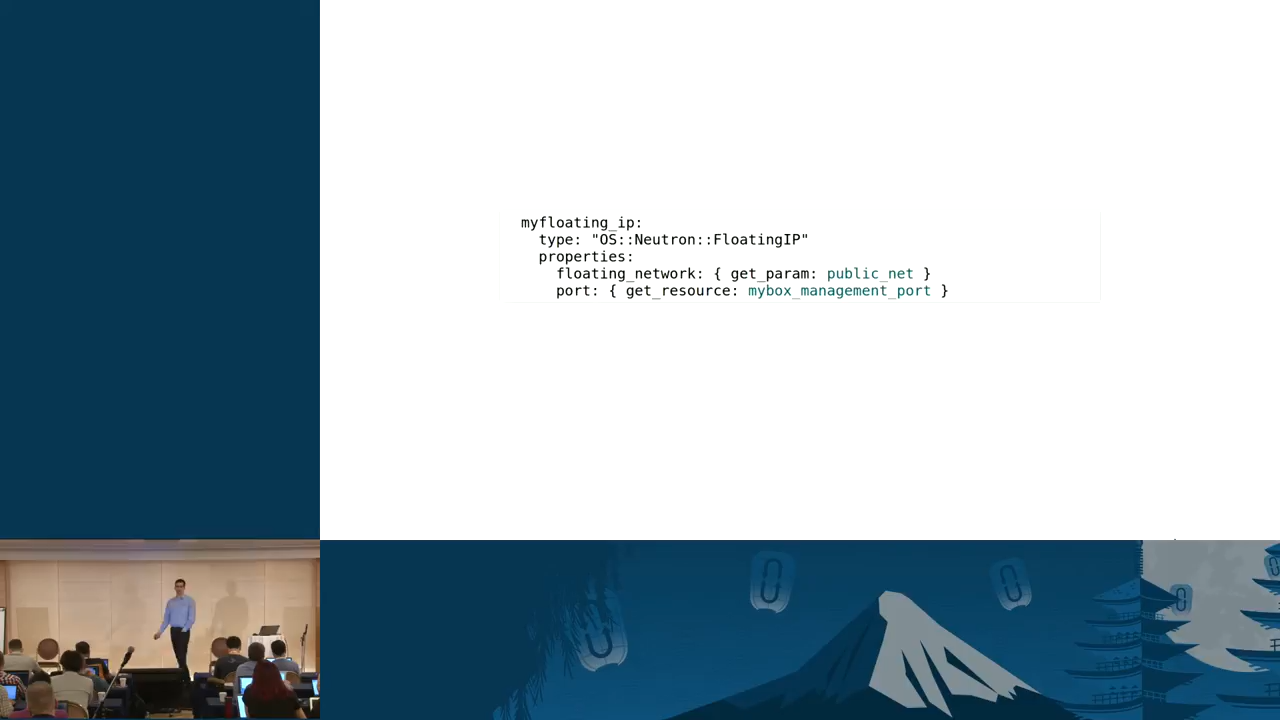 myfloating_ip:
  type: "OS::Neutron::FloatingIP"
  properties:
    floating_network: { get_param: public_net }
    port: { get_resource: mybox_management_port }